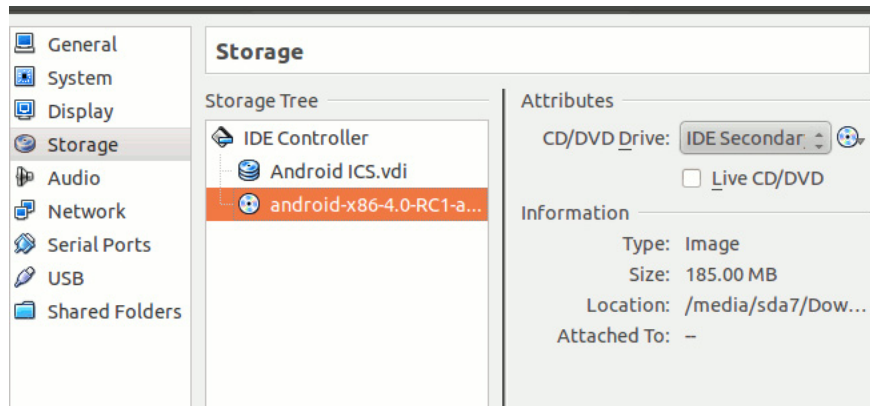 General
System
Display
Storage
Audio
Network
Serial Ports
USB
Shared Folders
Storage
Storage Tree
IDE Controller
Android ICS.vdi
android-x86-4.0-RC1-a...
Attributes
CD/DVD Drive: IDE Secondar
Live CD/DVD
Information
Type: Image
Size: 185.00 MB
Location: /media/sda7/Dow...
Attached To: --